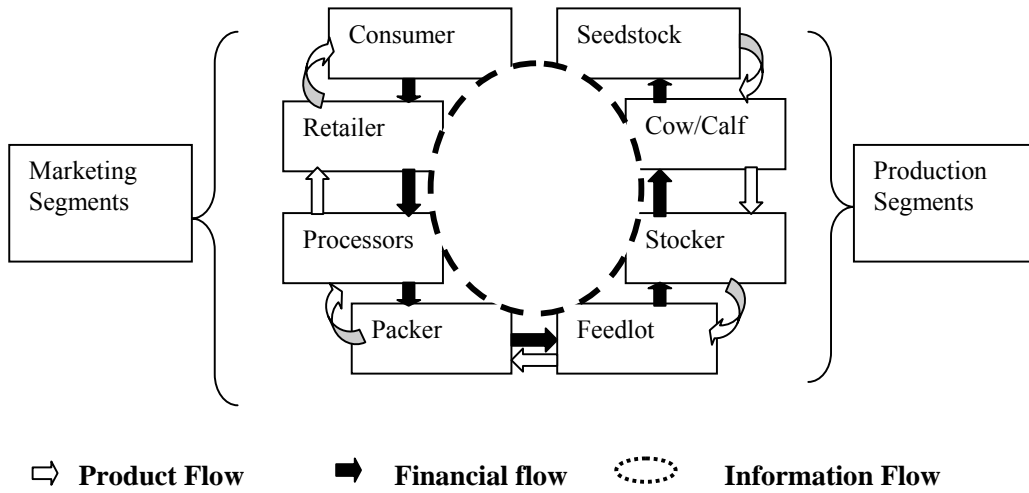 Consumer
Seedstock
Retailer
Cow/Calf
Marketing
Segments
Production
Segments
Processors
Stocker
Packer
Feedlot
Product Flow
Financial flow
Information Flow